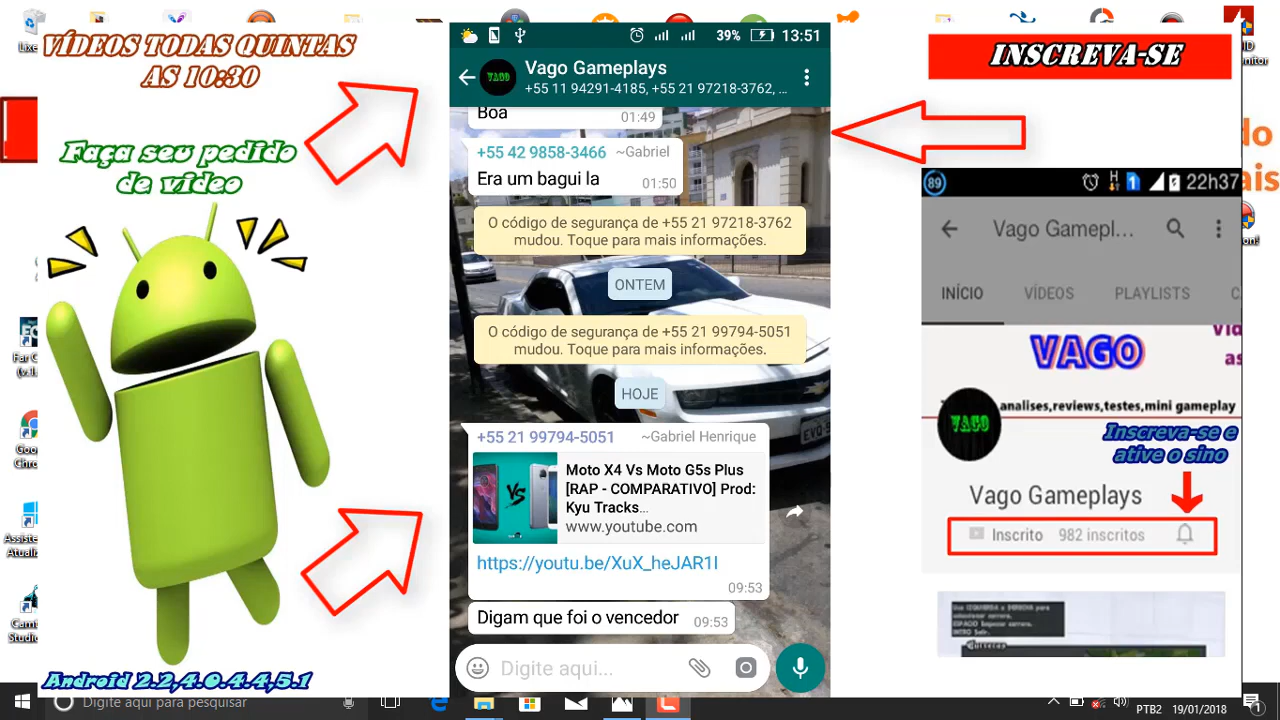 VÍDEOS TODAS QUINTAS
AS 10:30
Faça seu pedido
de vídeo
Android 2.2,4.0.4.4,5.1
39% 13:51
Vago Gameplays
+55 11 94291-4185, +55 21 97218-3762, ...
Boa
01:49
+55 42 9858-3466 ~Gabriel
Era um bagui la 01:50
O código de segurança de +55 21 97218-3762
mudou. Toque para mais informações.
ONTEM
O código de segurança de +55 21 99794-5051
mudou. Toque para mais informações.
HOJE
+55 21 99794-5051 ~Gabriel Henrique
VS
Moto X4 Vs Moto G5s Plus
[RAP - COMPARATIVO] Prod:
Kyu Tracks...
www.youtube.com
https://youtu.be/XuX_heJAR1I
09:53
Digam que foi o vencedor 09:53
Digite aqui...
INSCREVA-SE
89 H 1 22h37
Vago Gamepl...
INÍCIO VÍDEOS PLAYLISTS
VAGO
analises,reviews,testes,mini gameplay
VAGO
Inscreva-se e
ative o sino
Vago Gameplays
Inscrito 982 inscritos
Digite aqui para pesquisar
PTB2 19/01/2018